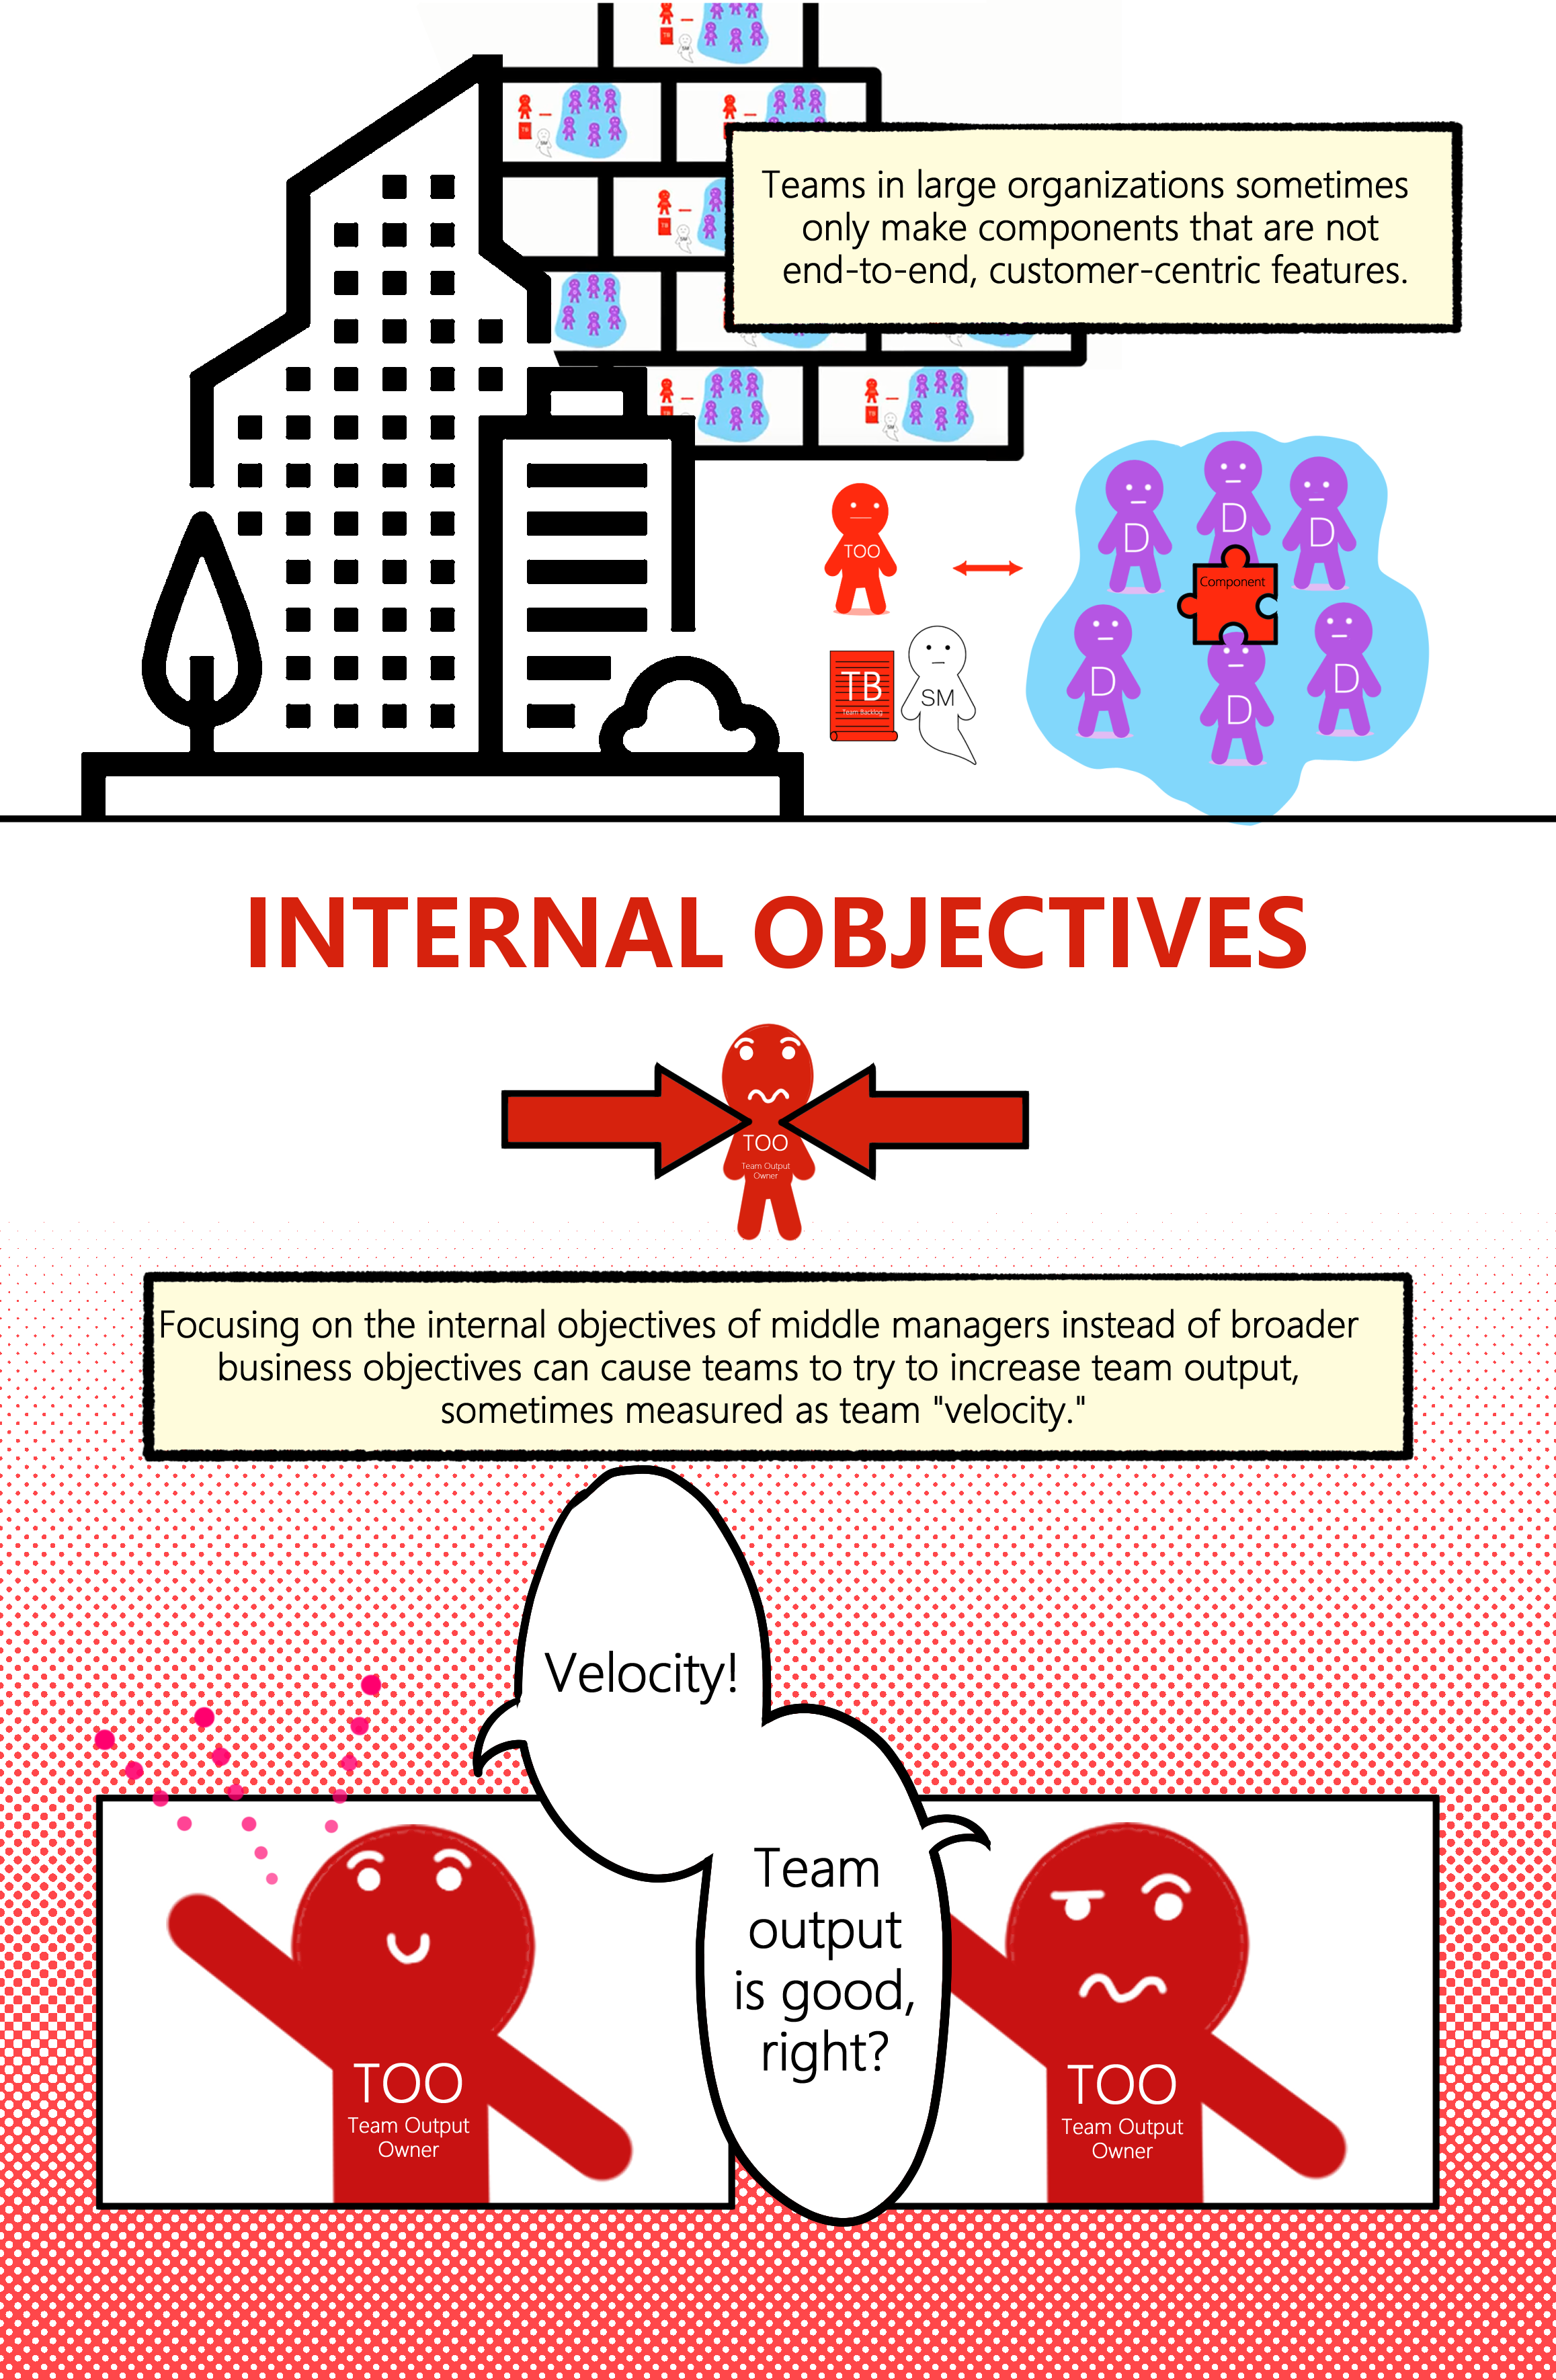 Teams in large organizations sometimes
only make components that are not
end-to-end, customer-centric features.
TOO
D
D
D
Component
TB
Team Backlog
SM
D
D
D
INTERNAL OBJECTIVES
TOO
Team Output
Owner
Focusing on the internal objectives of middle managers instead of broader
business objectives can cause teams to try to increase team output,
sometimes measured as team "velocity."
Velocity!
Team
output
is good,
right?
TOO
Team Output
Owner
TOO
Team Output
Owner